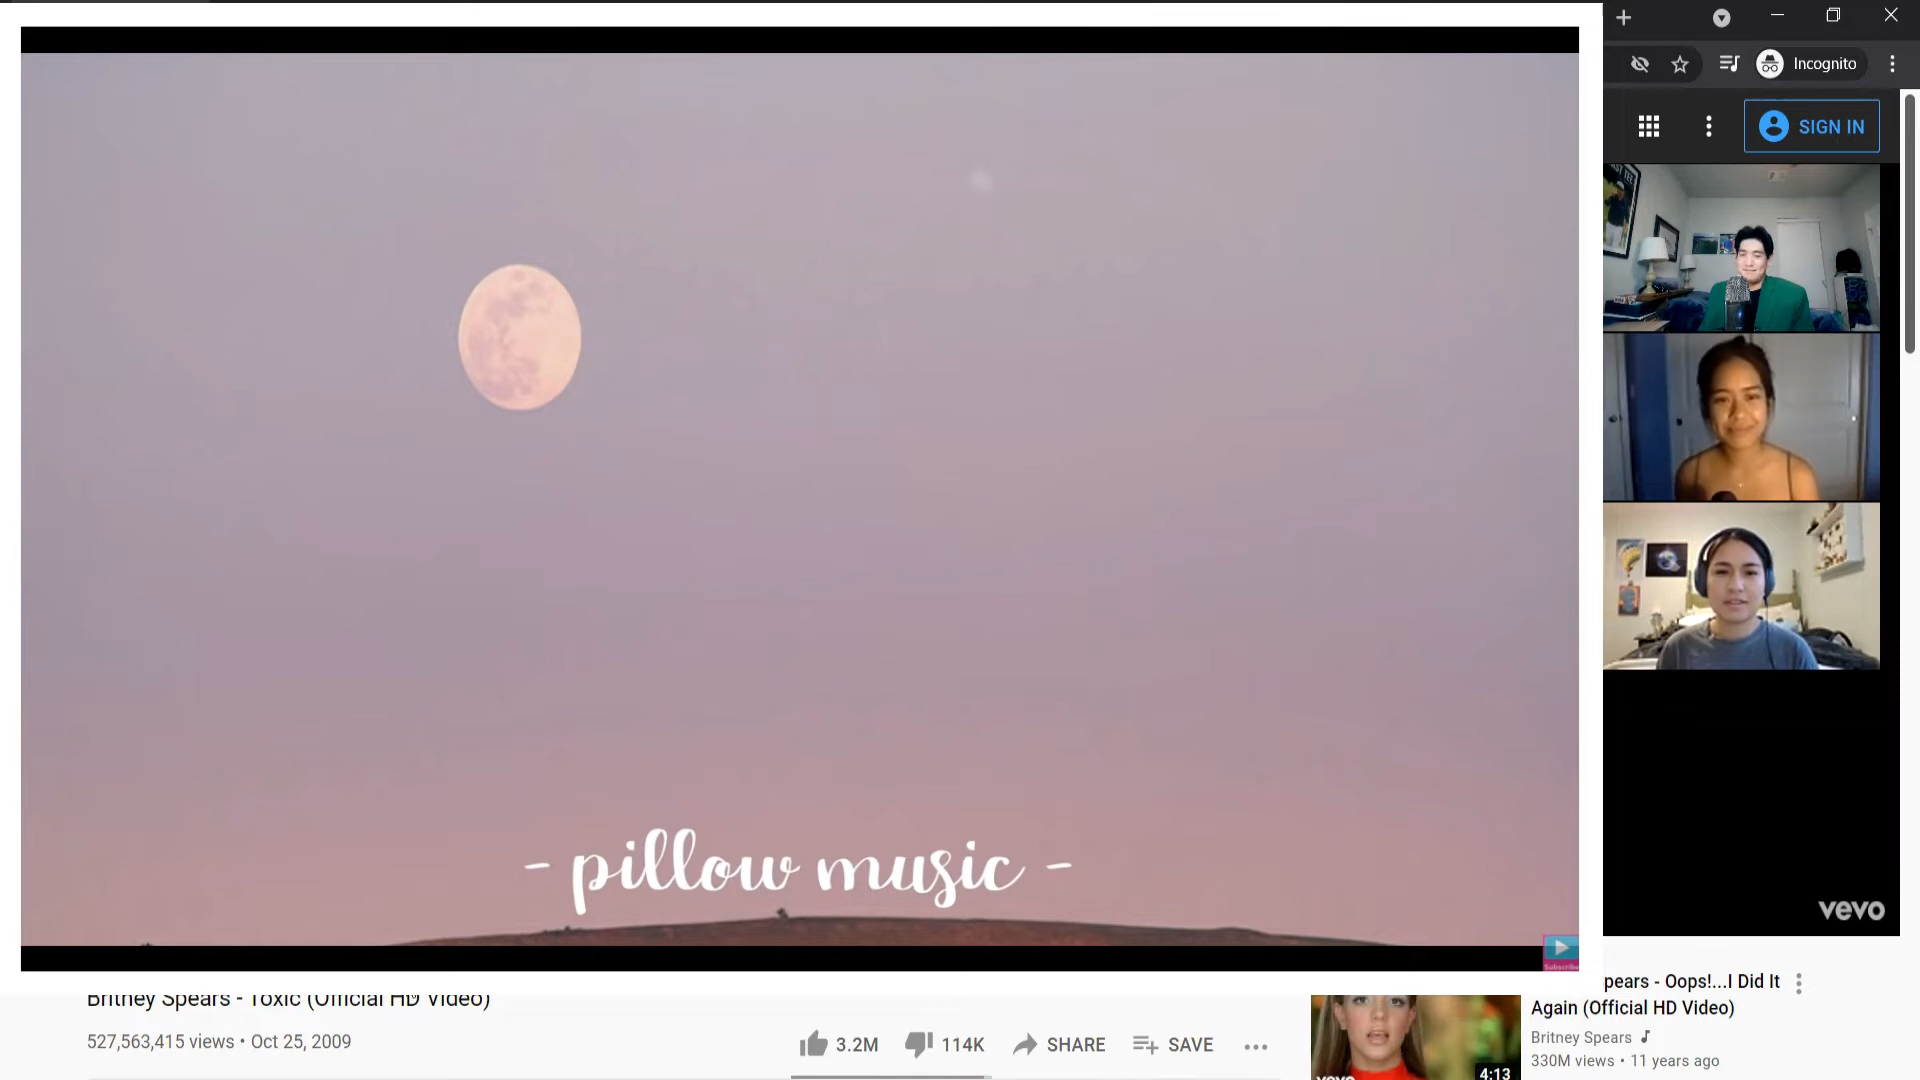 Incognito
SIGN IN
- pillow music -
vevo
Subscribe
Britney Spears - Toxic (Official HD Video)
527,563,415 views • Oct 25, 2009
3.2M
114K
SHARE
SAVE
pears - Oops!...I Did It
Again (Official HD Video)
Britney Spears
330M views • 11 years ago
vevo
4:13